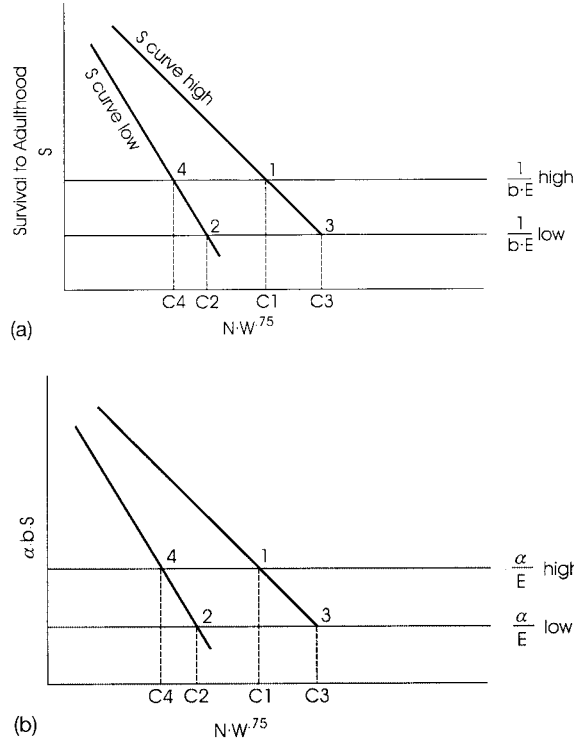 S curve high
S curve low
Survival to Adulthood
S
4
1
2
3
1
b·E
high
1
b·E
low
C4
C2
C1
C3
N·W.75
(a)
α·b·S
4
1
2
3
α
E
high
α
E
low
C4
C2
C1
C3
N·W.75
(b)